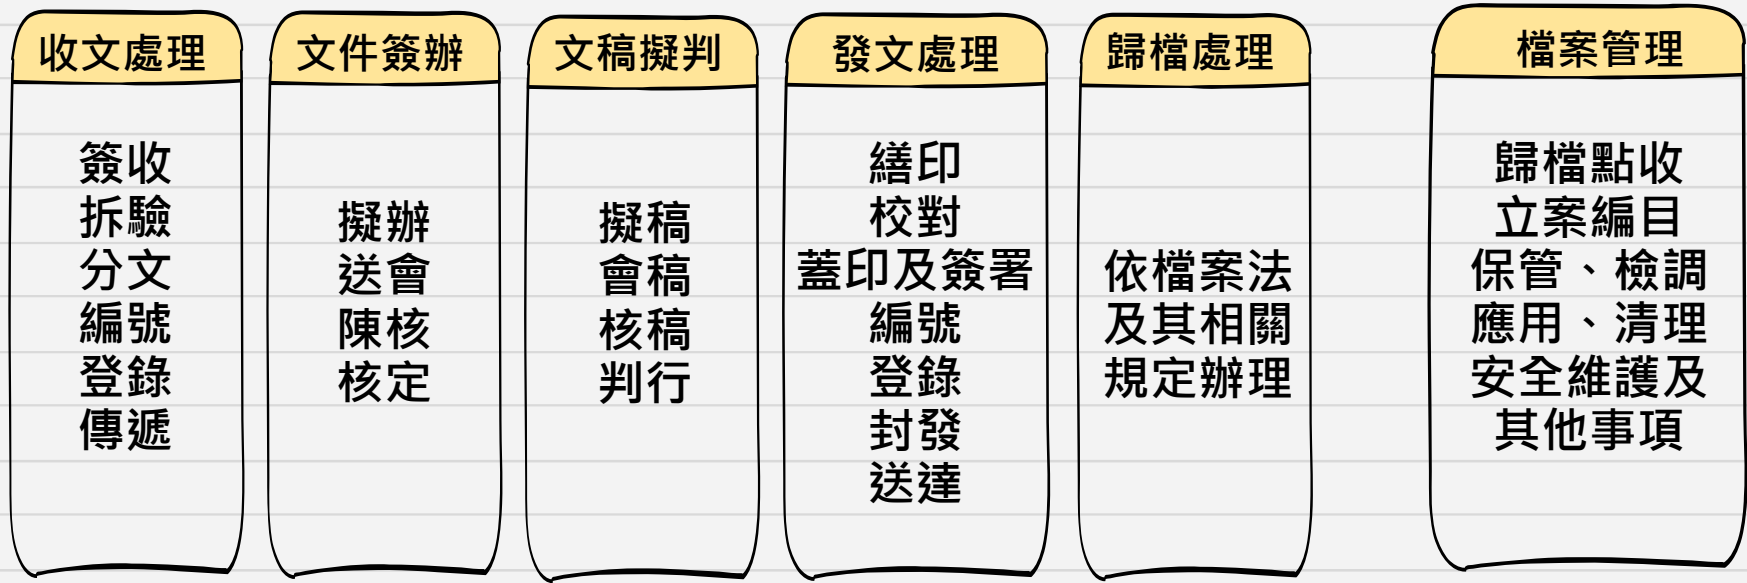 收文處理
簽收
拆驗
分文
編號
登錄
傳遞
文件簽辦
擬辦
送會
陳核
核定
文稿擬判
擬稿
會稿
核稿
判行
發文處理
繕印
校對
蓋印及簽署
編號
登錄
封發
送達
歸檔處理
依檔案法
及其相關
規定辦理
檔案管理
歸檔點收
立案編目
保管、檢調
應用、清理
安全維護及
其他事項